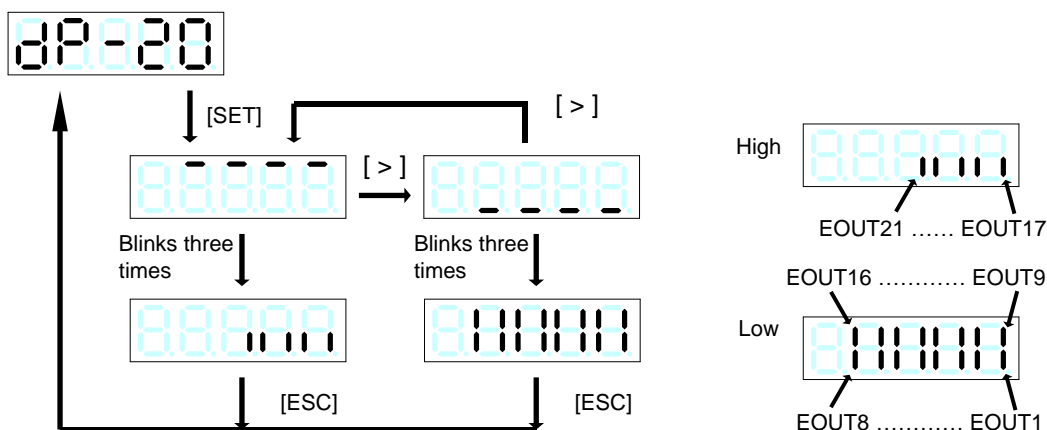 dP-20
[SET]
[ > ]
[ > ]
Blinks three
times
Blinks three
times
[ESC]
[ESC]
High
EOUT21 ...... EOUT17
EOUT16 ............ EOUT9
Low
EOUT8 ............ EOUT1